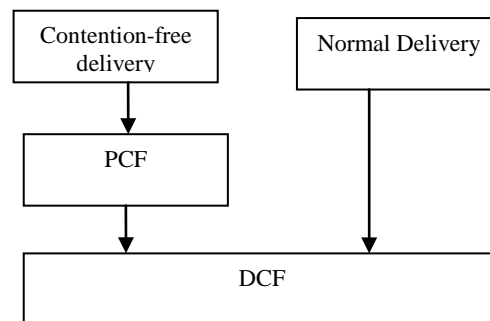 Contention-free
delivery
Normal Delivery
PCF
DCF